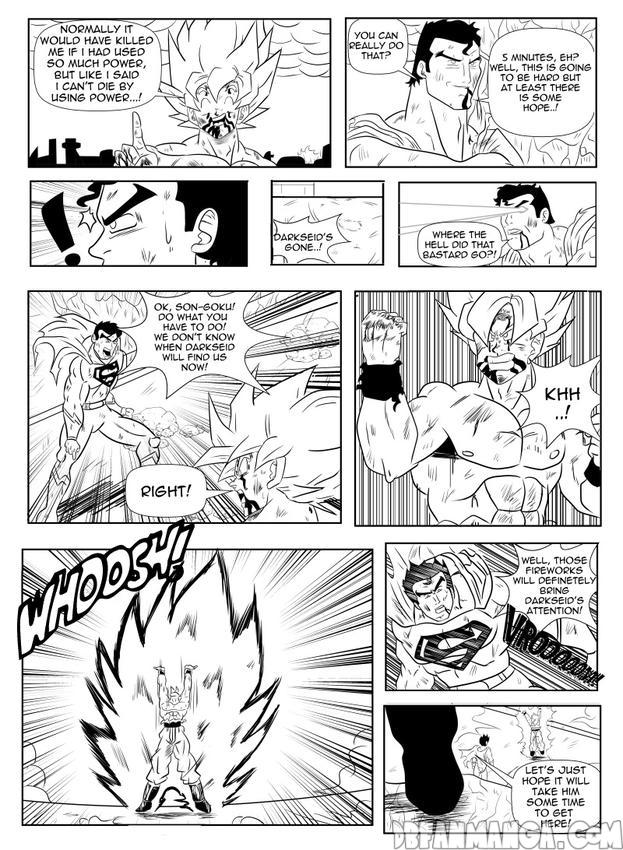 NORMALLY IT
WOULD HAVE KILLED
ME IF I HAD USED
SO MUCH POWER,
BUT LIKE I SAID
I CAN'T DIE BY
USING POWER...!
YOU CAN
REALLY DO
THAT?
5 MINUTES, EH?
WELL, THIS IS GOING
TO BE HARD BUT
AT LEAST THERE
IS SOME
HOPE..!
!
DARKSEID'S
GONE..!
WHERE THE
HELL DID THAT
BASTARD GO?!
OK, SON-GOKU!
DO WHAT YOU
HAVE TO DO!
WE DON'T KNOW
WHEN DARKSEID
WILL FIND US
NOW!
RIGHT!
KHH
..!
WHOOSH!
WELL, THOSE
FIREWORKS
WILL DEFINETELY
BRING
DARKSEID'S
ATTENTION!
S
LET'S JUST
HOPE IT WILL
TAKE HIM
SOME TIME
TO GET
HERE!
DBFANMANGA.COM